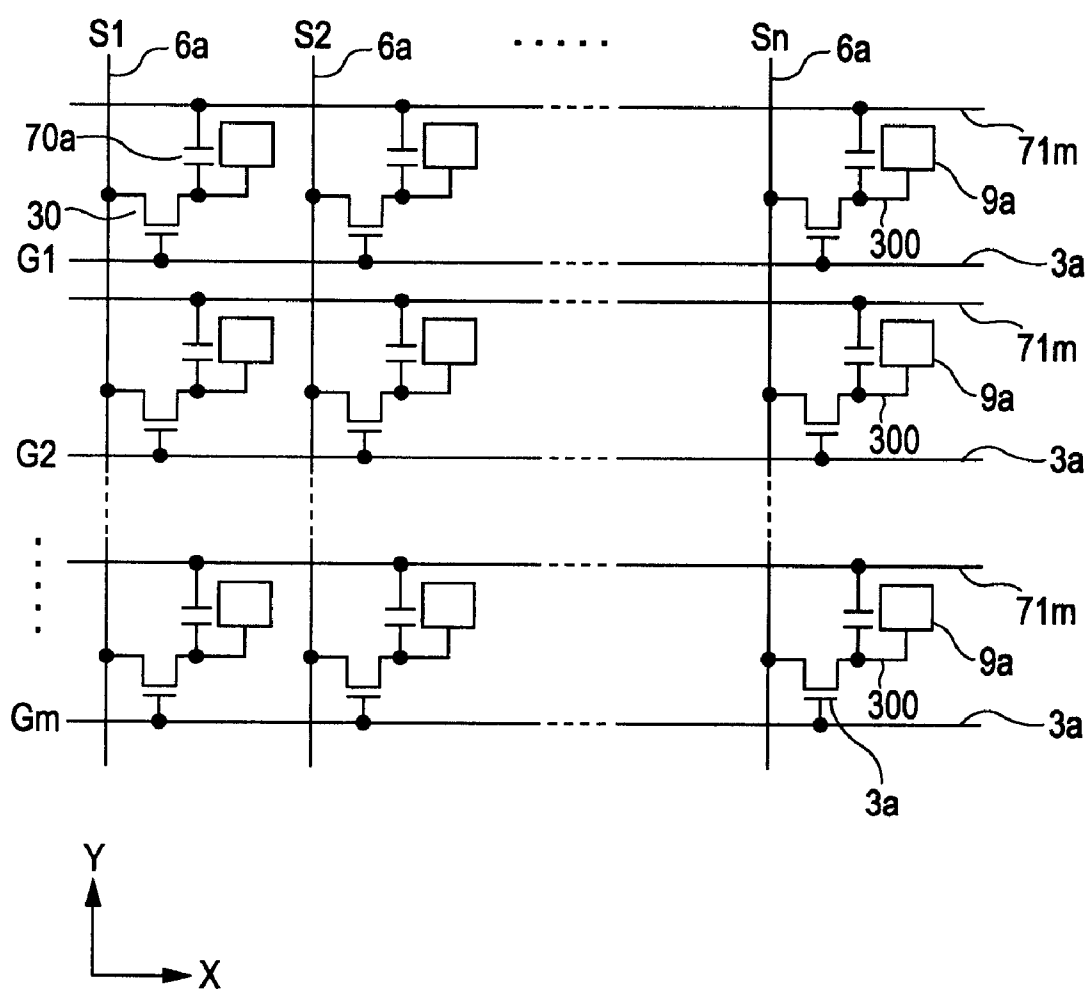 S1 6a S2 6a ..... Sn 6a
70a 71m
30 9a
300
G1 3a
71m
9a
300
G2 3a
71m
9a
300
Gm 3a
3a
Y
X